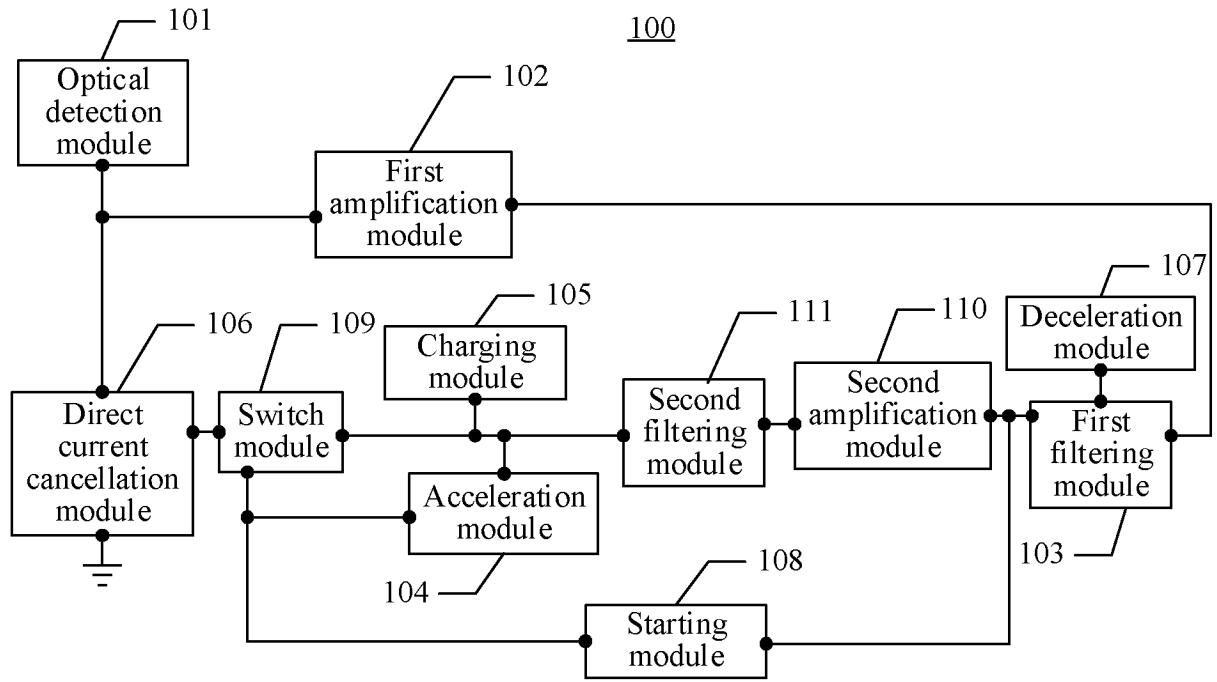 101
100
Optical
detection
module
102
First
amplification
module
107
Deceleration
module
106
109
105
Charging
module
111
110
Direct
current
cancellation
module
Switch
module
Second
filtering
module
Second
amplification
module
First
filtering
module
Acceleration
module
104
108
103
Starting
module